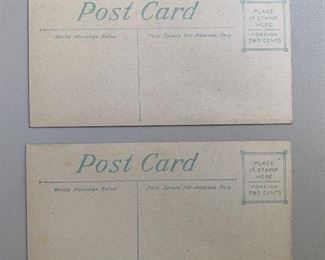 Post Card
Write Message Below
This Space for Address Only
PLACE
1¢ STAMP
HERE
FOREIGN
TWO CENTS
Post Card
Write Message Below
This Space for Address Only
PLACE
1¢ STAMP
HERE
FOREIGN
TWO CENTS